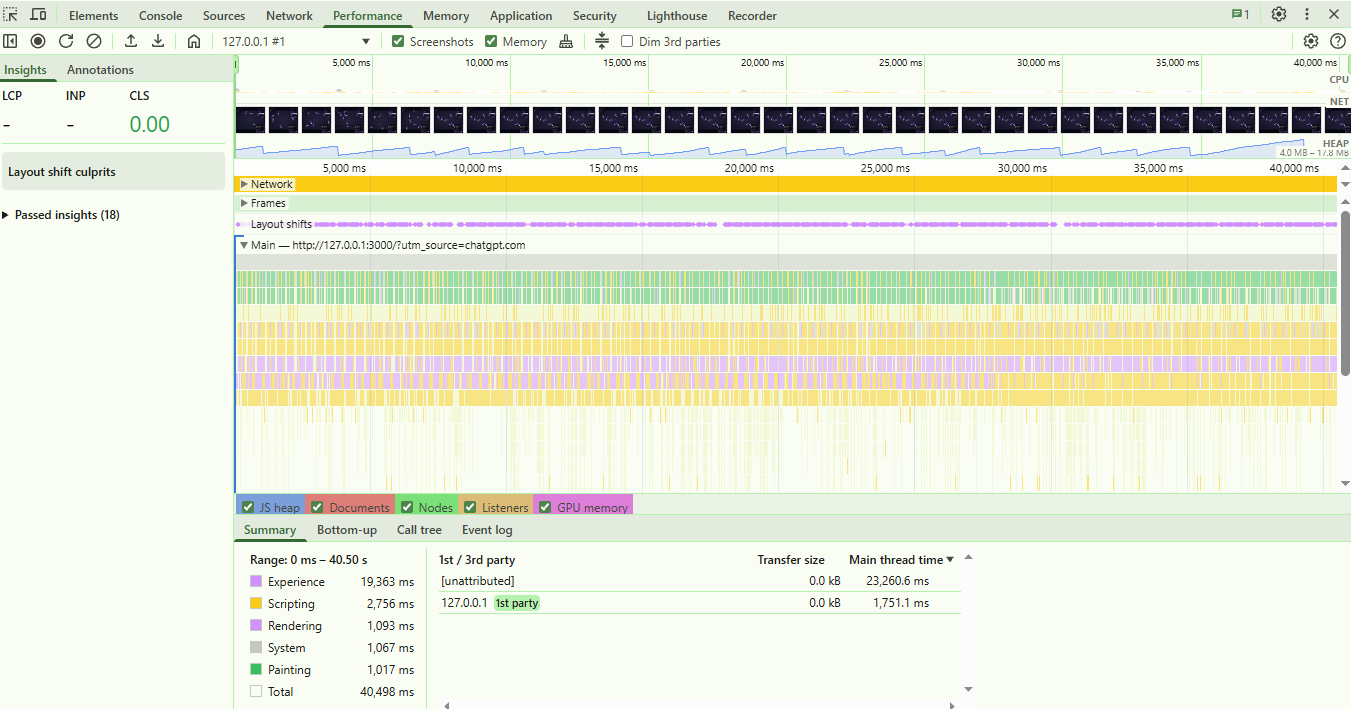 Elements Console Sources Network Performance Memory Application Security Lighthouse Recorder 1
127.0.0.1 #1 Screenshots Memory Dim 3rd parties
Insights Annotations
LCP INP CLS
- - 0.00
Layout shift culprits
Passed insights (18)
5,000 ms 10,000 ms 15,000 ms 20,000 ms 25,000 ms 30,000 ms 35,000 ms 40,000 ms
CPU
NET
HEAP
4.0 MB – 17.8 MB
5,000 ms 10,000 ms 15,000 ms 20,000 ms 25,000 ms 30,000 ms 35,000 ms 40,000 ms
Network
Frames
Layout shifts
Main — http://127.0.0.1:3000/?utm_source=chatgpt.com
JS heap Documents Nodes Listeners GPU memory
Summary Bottom-up Call tree Event log
Range: 0 ms – 40.50 s
Experience 19,363 ms
Scripting 2,756 ms
Rendering 1,093 ms
System 1,067 ms
Painting 1,017 ms
Total 40,498 ms
1st / 3rd party Transfer size Main thread time
[unattributed] 0.0 kB 23,260.6 ms
127.0.0.1 1st party 0.0 kB 1,751.1 ms